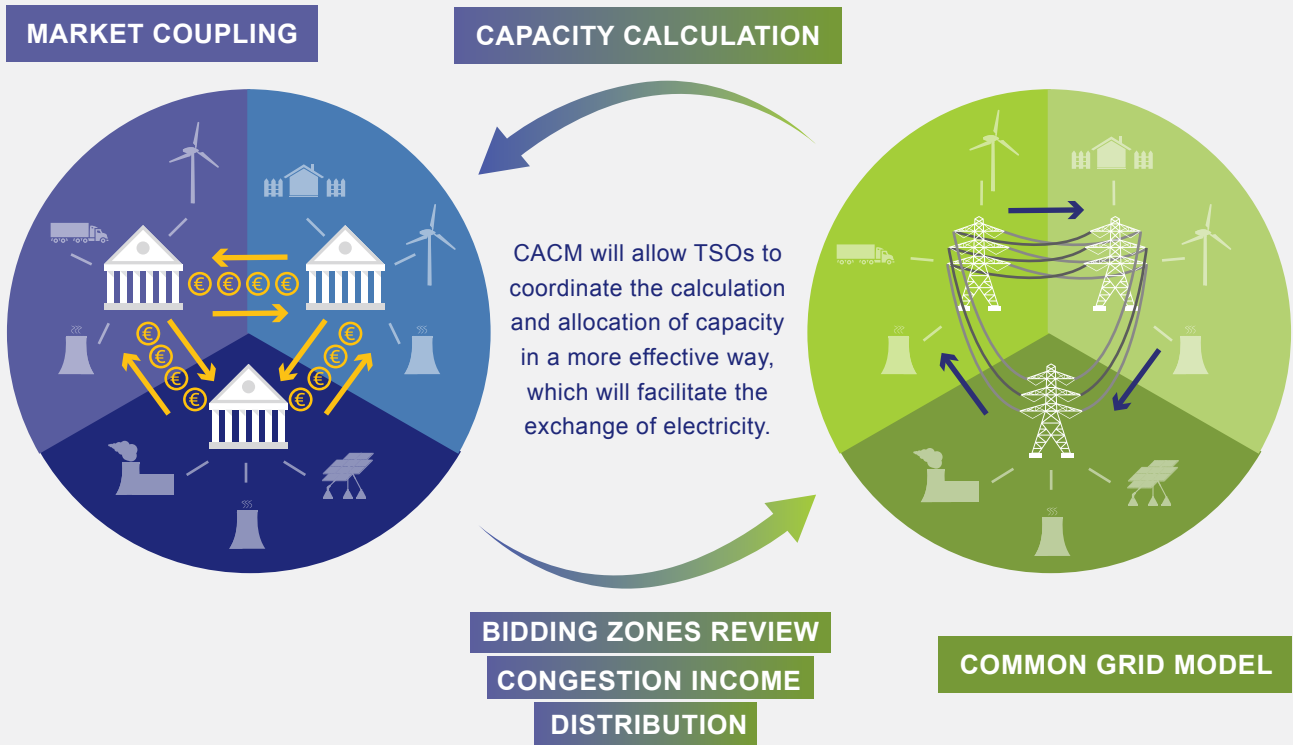 MARKET COUPLING
CAPACITY CALCULATION
CACM will allow TSOs to
coordinate the calculation
and allocation of capacity
in a more effective way,
which will facilitate the
exchange of electricity.
€ € € €
€
€
€
€
€
€
€
€
BIDDING ZONES REVIEW
CONGESTION INCOME
DISTRIBUTION
COMMON GRID MODEL